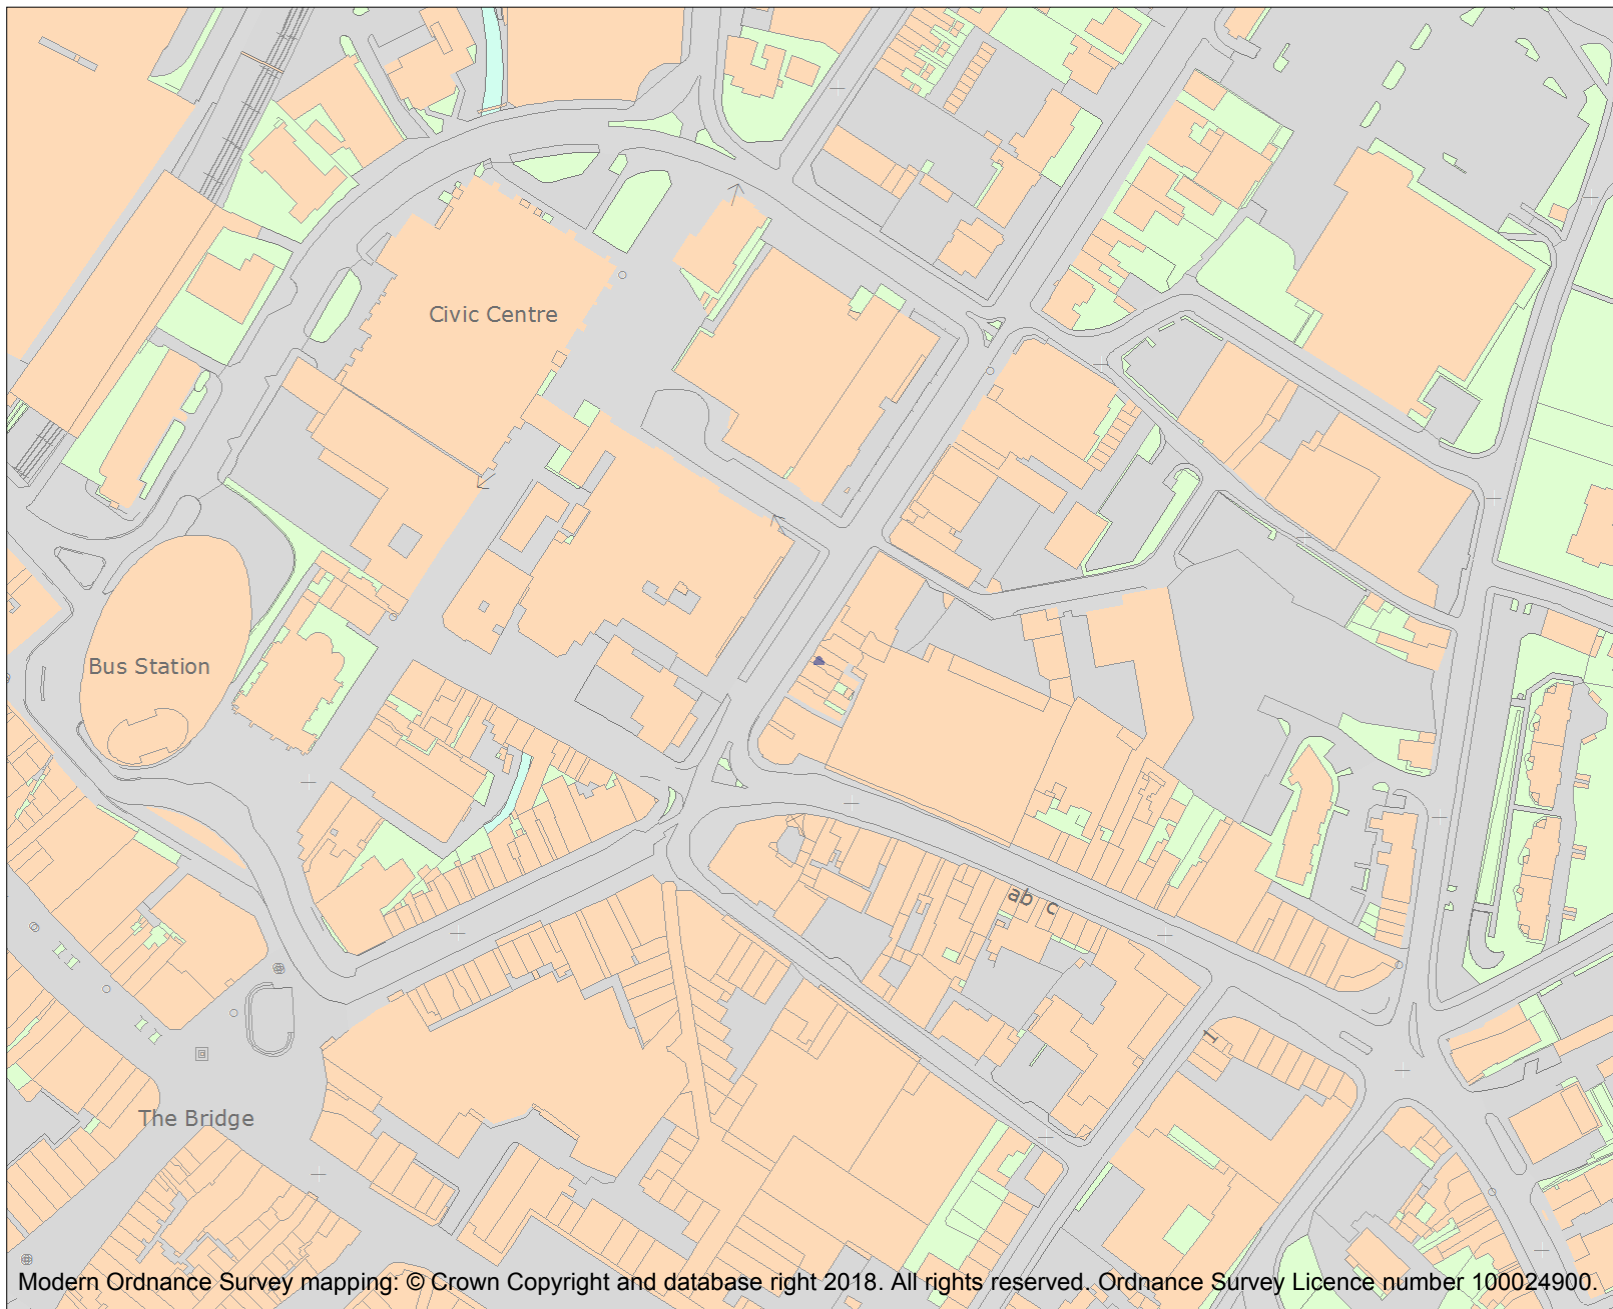 Civic Centre
Bus Station
ab c
1
The Bridge
Modern Ordnance Survey mapping: © Crown Copyright and database right 2018. All rights reserved. Ordnance Survey Licence number 100024900.